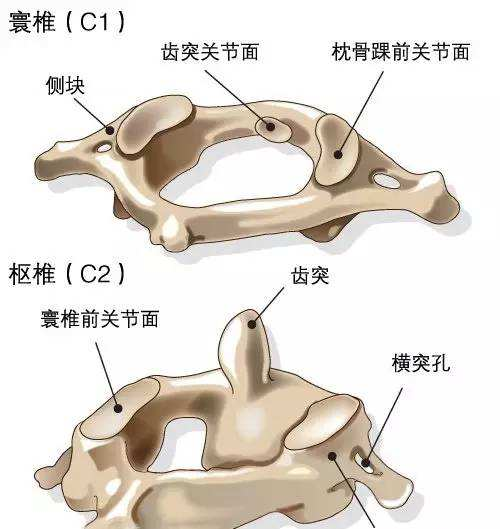 寰椎（C1）
齿突关节面
枕骨踝前关节面
侧块
枢椎（C2）
齿突
寰椎前关节面
横突孔